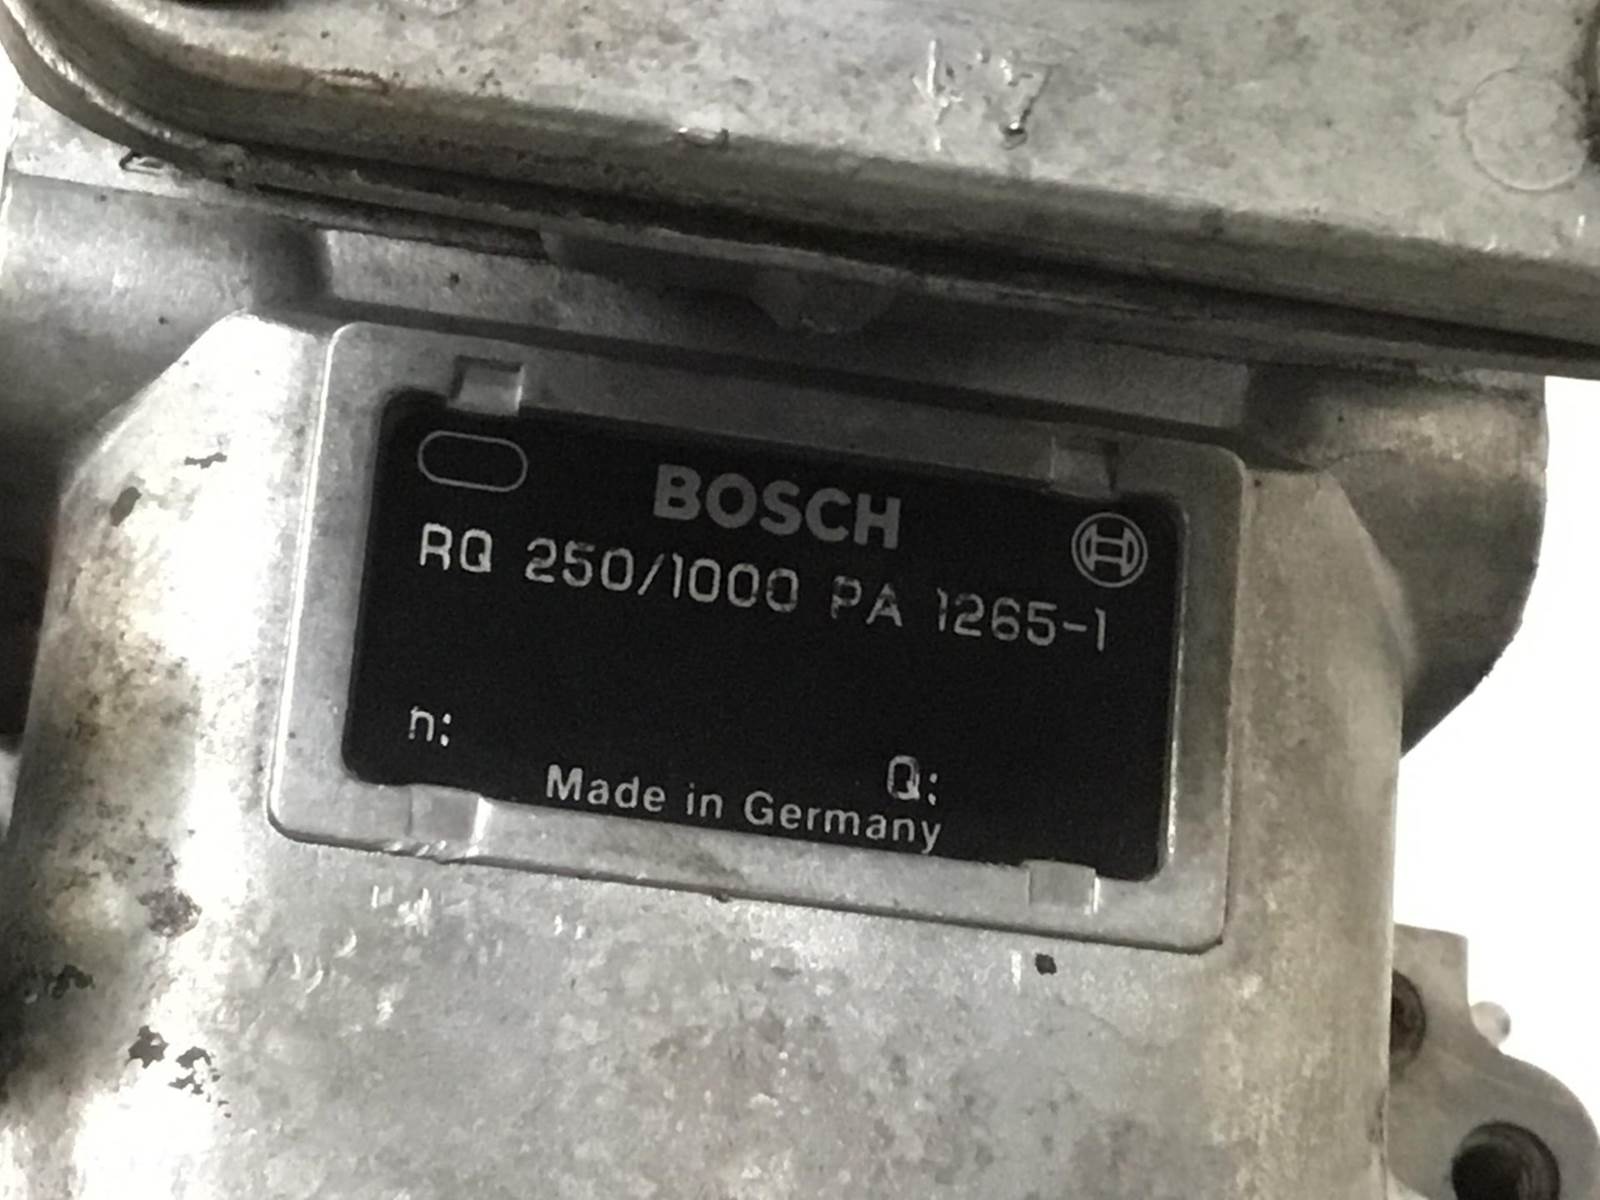 BOSCH
RQ 250/1000 PA 1265-1
n:
Q:
Made in Germany